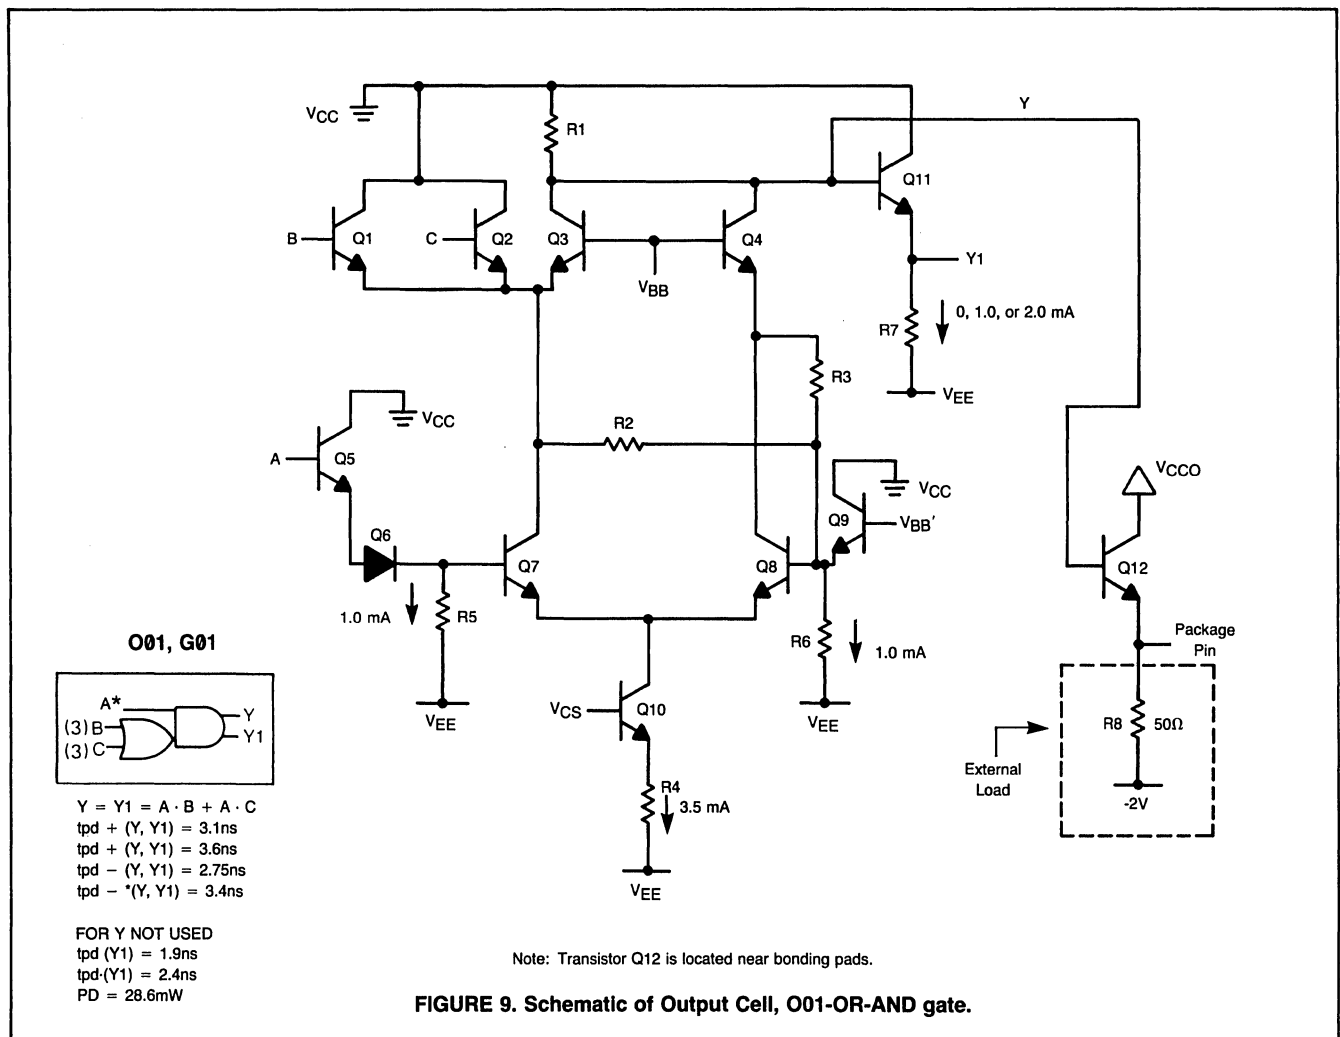 Y
VCC
R1
Q11
B
Q1
C
Q2
Q3
Q4
Y1
VBB
0, 1.0, or 2.0 mA
R7
R3
VEE
VCC
R2
A
Q5
VCCO
VCC
Q9
VBB'
Q6
Q7
Q8
Q12
1.0 mA
R5
Package
Pin
R6
1.0 mA
O01, G01
A*
(3) B
(3) C
Y
Y1
VEE
VCS
Q10
VEE
R8
50Ω
External
Load
-2V
R4
3.5 mA
VEE
Y = Y1 = A · B + A · C
tpd + (Y, Y1) = 3.1ns
tpd + (Y, Y1) = 3.6ns
tpd − (Y, Y1) = 2.75ns
tpd − *(Y, Y1) = 3.4ns
FOR Y NOT USED
tpd (Y1) = 1.9ns
tpd·(Y1) = 2.4ns
PD = 28.6mW
Note: Transistor Q12 is located near bonding pads.
FIGURE 9. Schematic of Output Cell, O01-OR-AND gate.